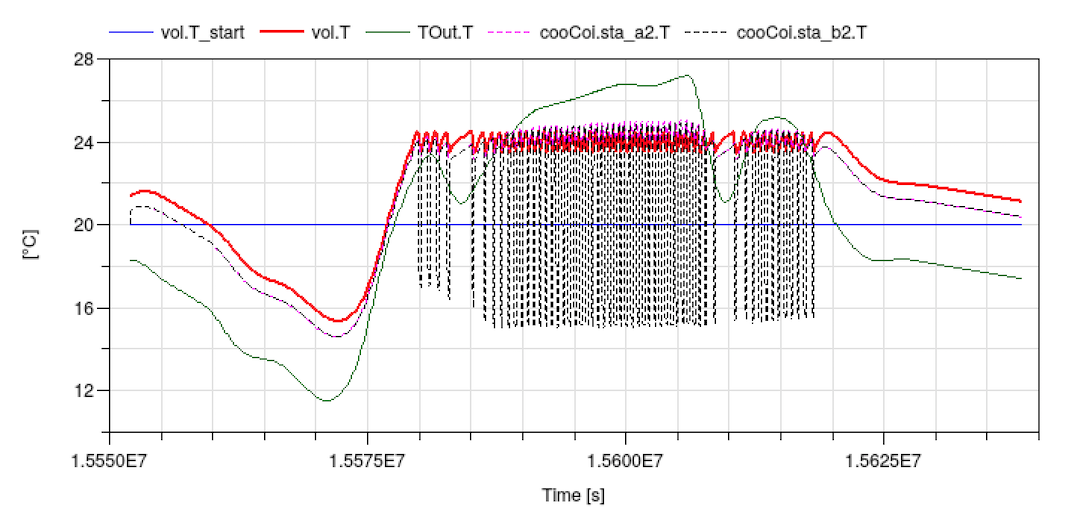 vol.T_start vol.T TOut.T cooCoi.sta_a2.T cooCoi.sta_b2.T
28
24
20
16
12
[°C]
1.5550E7 1.5575E7 1.5600E7 1.5625E7
Time [s]